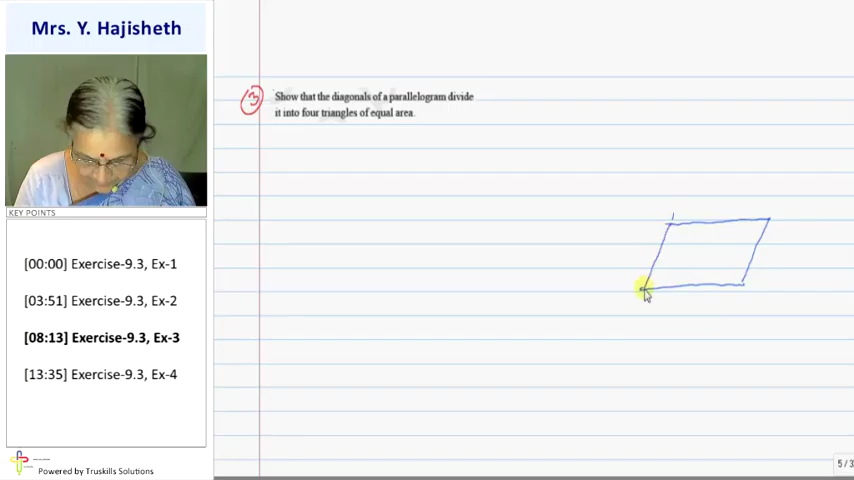 Mrs. Y. Hajisheth
KEY POINTS
[00:00] Exercise-9.3, Ex-1
[03:51] Exercise-9.3, Ex-2
[08:13] Exercise-9.3, Ex-3
[13:35] Exercise-9.3, Ex-4
Powered by Truskills Solutions
3
Show that the diagonals of a parallelogram divide
it into four triangles of equal area.
5 / 3